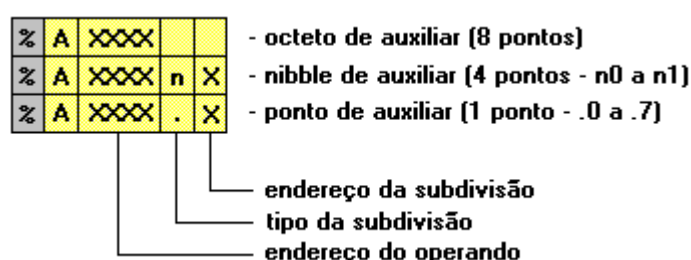 % A XXXX - octeto de auxiliar (8 pontos)
% A XXXX n X - nibble de auxiliar (4 pontos - n0 a n1)
% A XXXX . X - ponto de auxiliar (1 ponto - .0 a .7)
endereço da subdivisão
tipo da subdivisão
endereço do operando